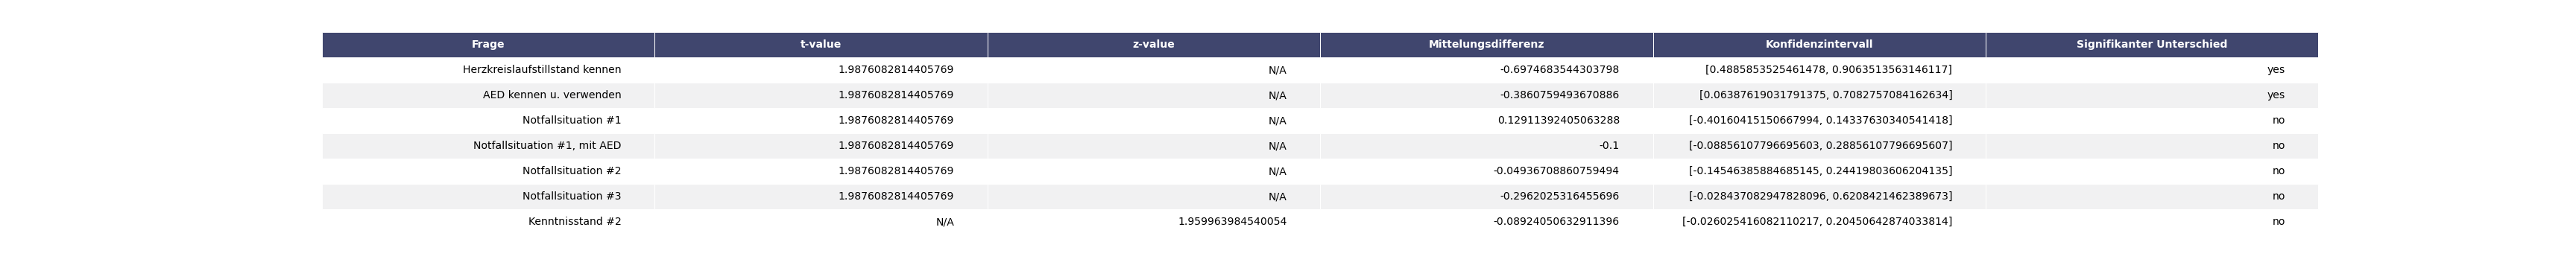 Frage t-value z-value Mittelungsdifferenz Konfidenzintervall Signifikanter Unterschied
Herzkreislaufstillstand kennen 1.9876082814405769 N/A -0.6974683544303798 [0.4885853525461478, 0.9063513563146117] yes
AED kennen u. verwenden 1.9876082814405769 N/A -0.3860759493670886 [0.06387619031791375, 0.7082757084162634] yes
Notfallsituation #1 1.9876082814405769 N/A 0.12911392405063288 [-0.40160415150667994, 0.14337630340541418] no
Notfallsituation #1, mit AED 1.9876082814405769 N/A -0.1 [-0.08856107796695603, 0.28856107796695607] no
Notfallsituation #2 1.9876082814405769 N/A -0.04936708860759494 [-0.14546385884685145, 0.24419803606204135] no
Notfallsituation #3 1.9876082814405769 N/A -0.2962025316455696 [-0.028437082947828096, 0.6208421462389673] no
Kenntnisstand #2 N/A 1.959963984540054 -0.08924050632911396 [-0.026025416082110217, 0.20450642874033814] no